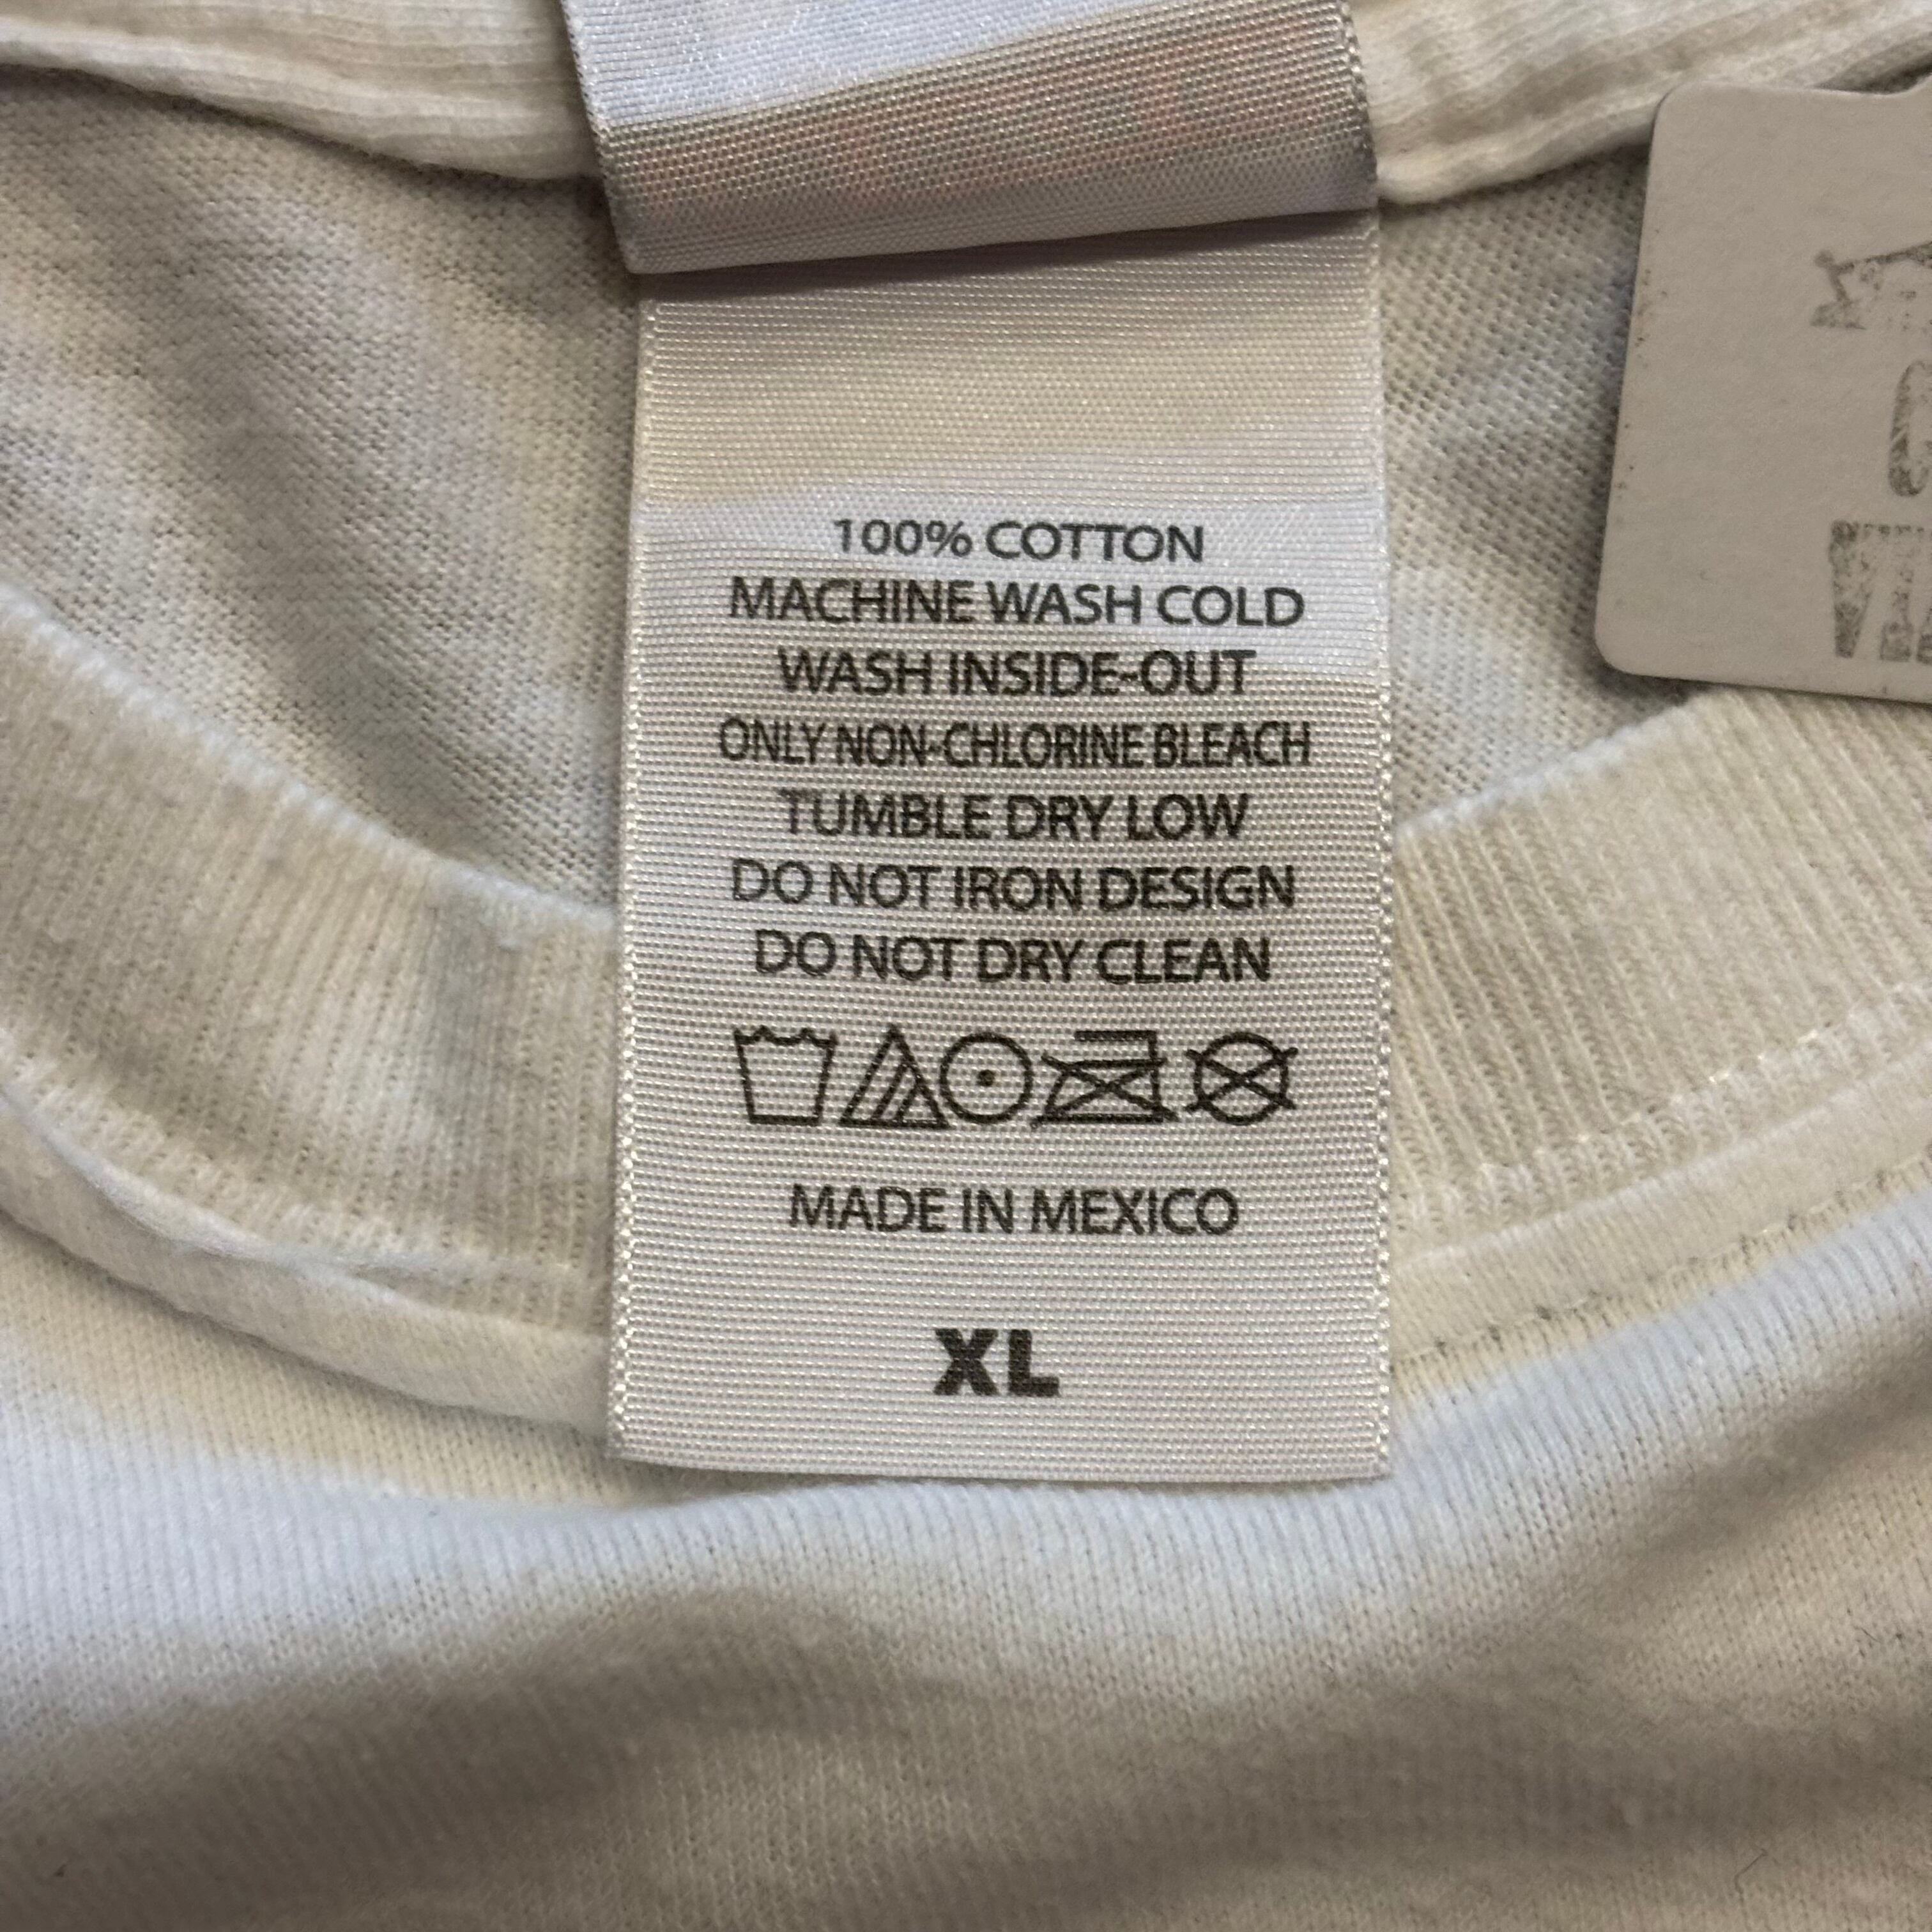 100% COTTON
MACHINE WASH COLD
WASH INSIDE-OUT
ONLY NON-CHLORINE BLEACH
TUMBLE DRY LOW
DO NOT IRON DESIGN
DO NOT DRY CLEAN
MADE IN MEXICO
XL